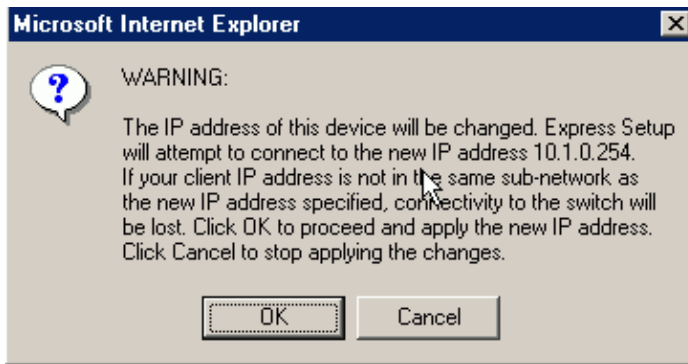 Microsoft Internet Explorer
WARNING:
The IP address of this device will be changed. Express Setup
will attempt to connect to the new IP address 10.1.0.254.
If your client IP address is not in the same sub-network as
the new IP address specified, connectivity to the switch will
be lost. Click OK to proceed and apply the new IP address.
Click Cancel to stop applying the changes.
OK
Cancel